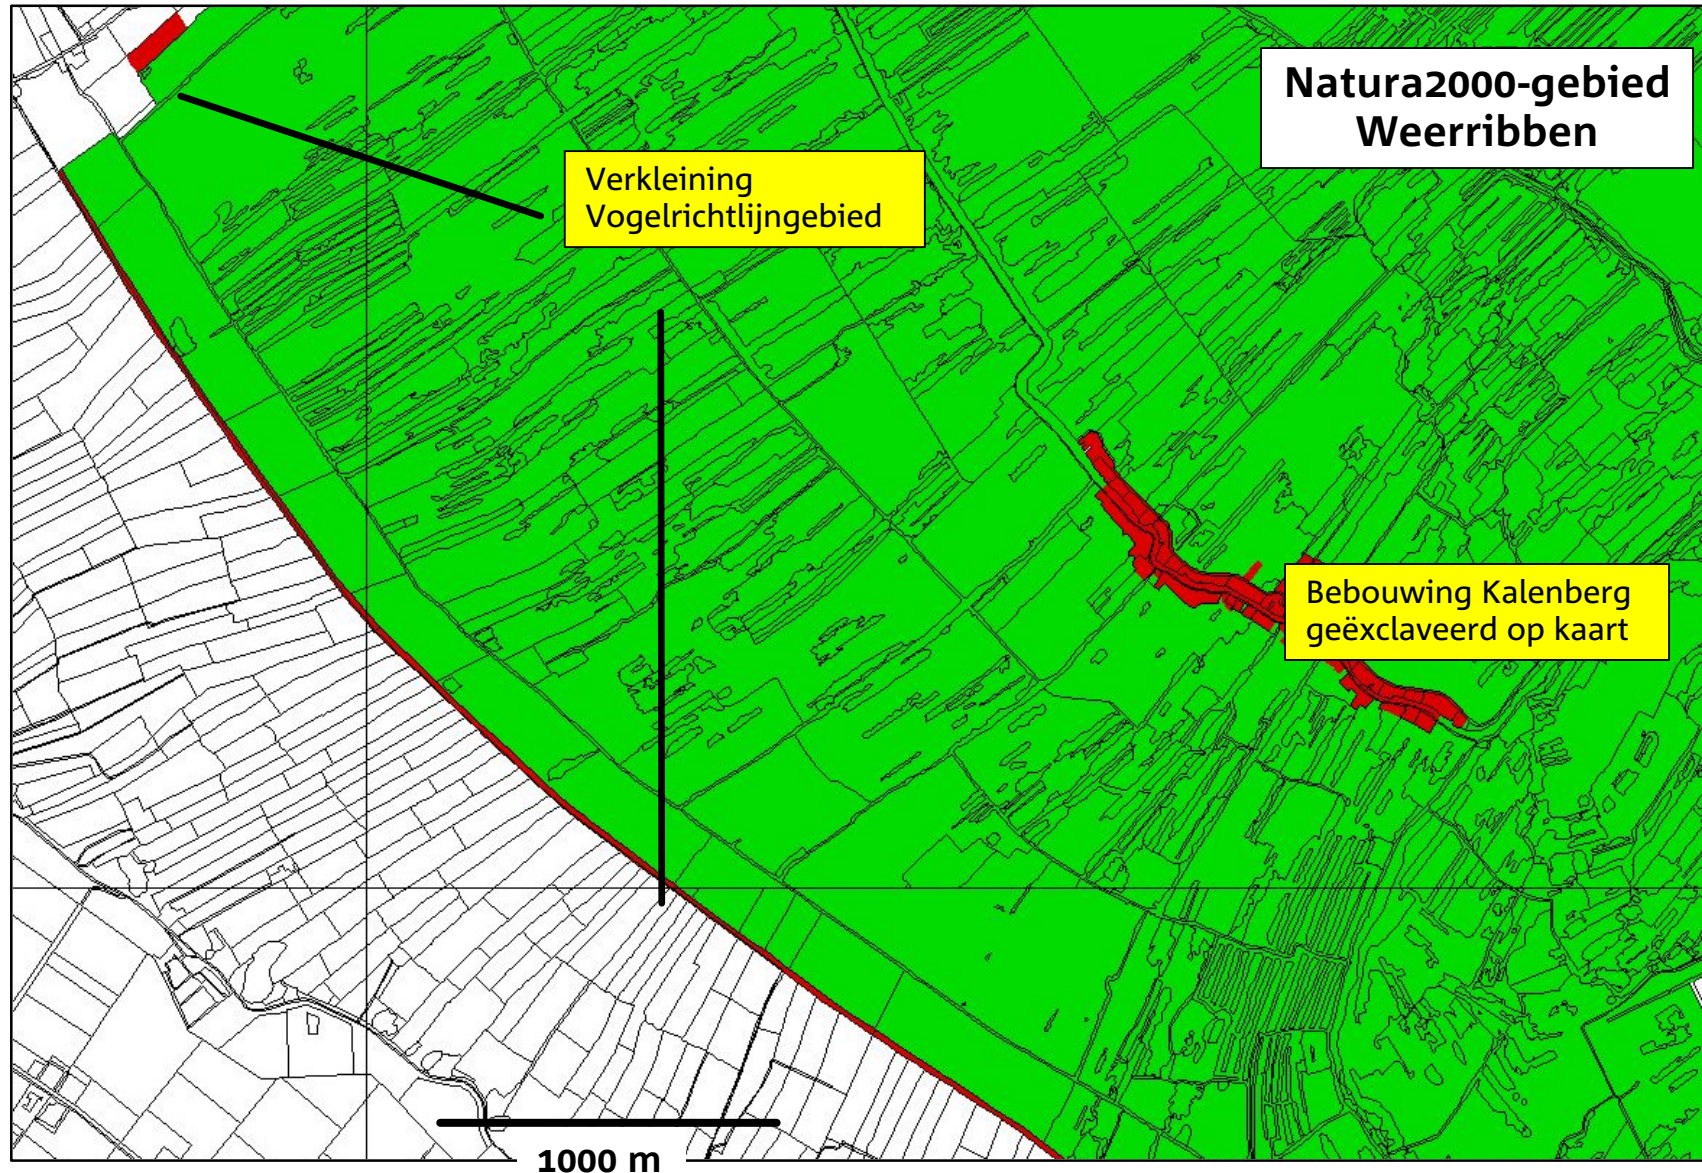 Natura2000-gebied
Weerribben
Verkleining
Vogelrichtlijngebied
Bebouwing Kalenberg
geëxclaveerd op kaart
1000 m